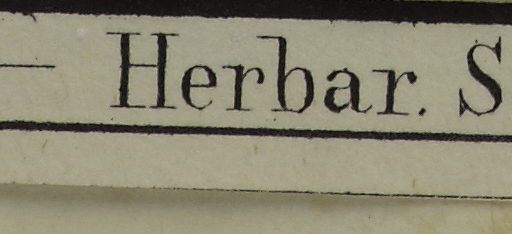 — Herbar. S